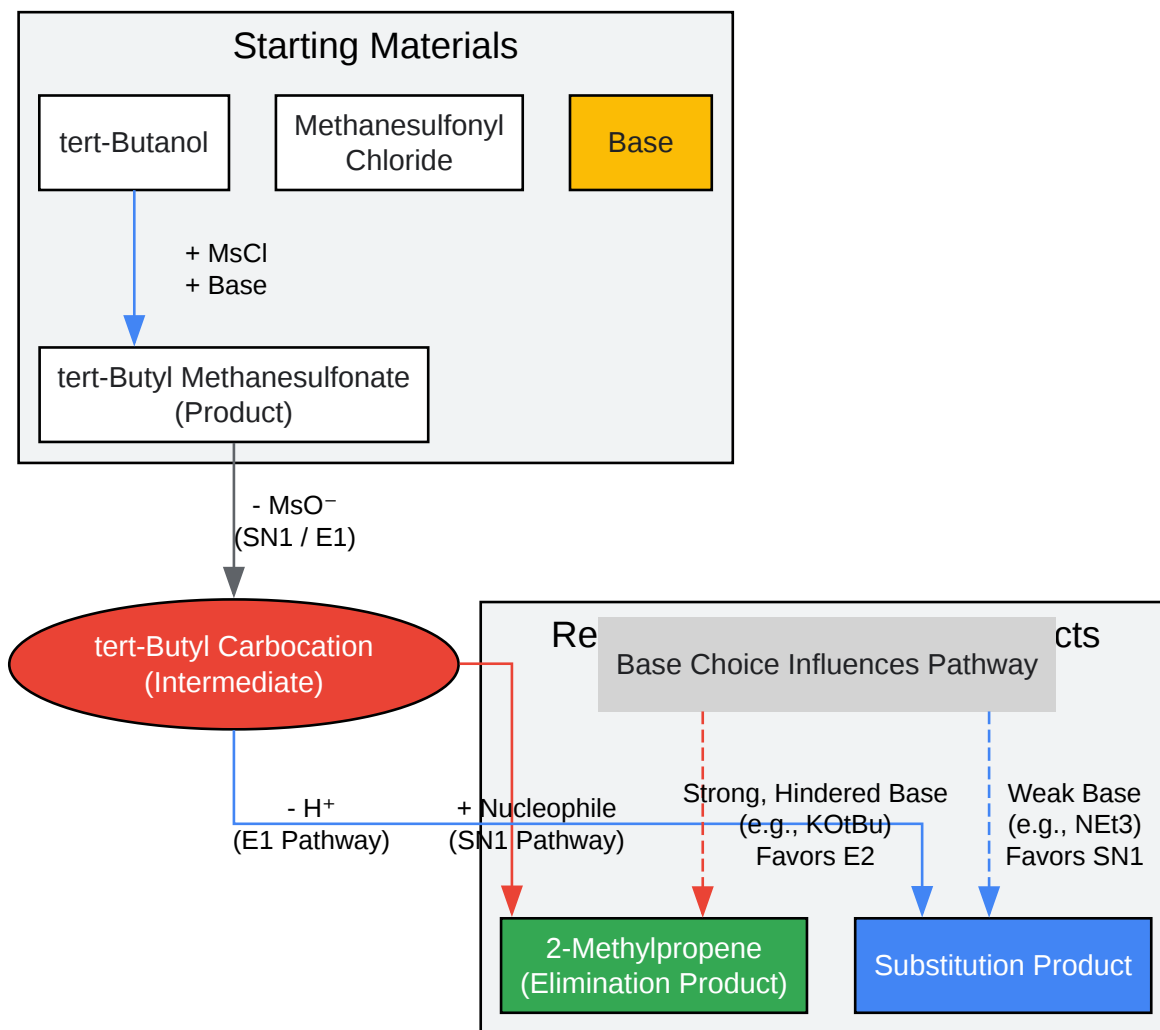 Starting Materials
tert-Butanol
Methanesulfonyl
Chloride
Base
+ MsCl
+ Base
tert-Butyl Methanesulfonate
(Product)
- MsO⁻
(SN1 / E1)
tert-Butyl Carbocation
(Intermediate)
Re
cts
Base Choice Influences Pathway
- H⁺
(E1 Pathway)
+ Nucleophile
(SN1 Pathway)
Strong, Hindered Base
(e.g., KOtBu)
Favors E2
Weak Base
(e.g., NEt3)
Favors SN1
2-Methylpropene
(Elimination Product)
Substitution Product